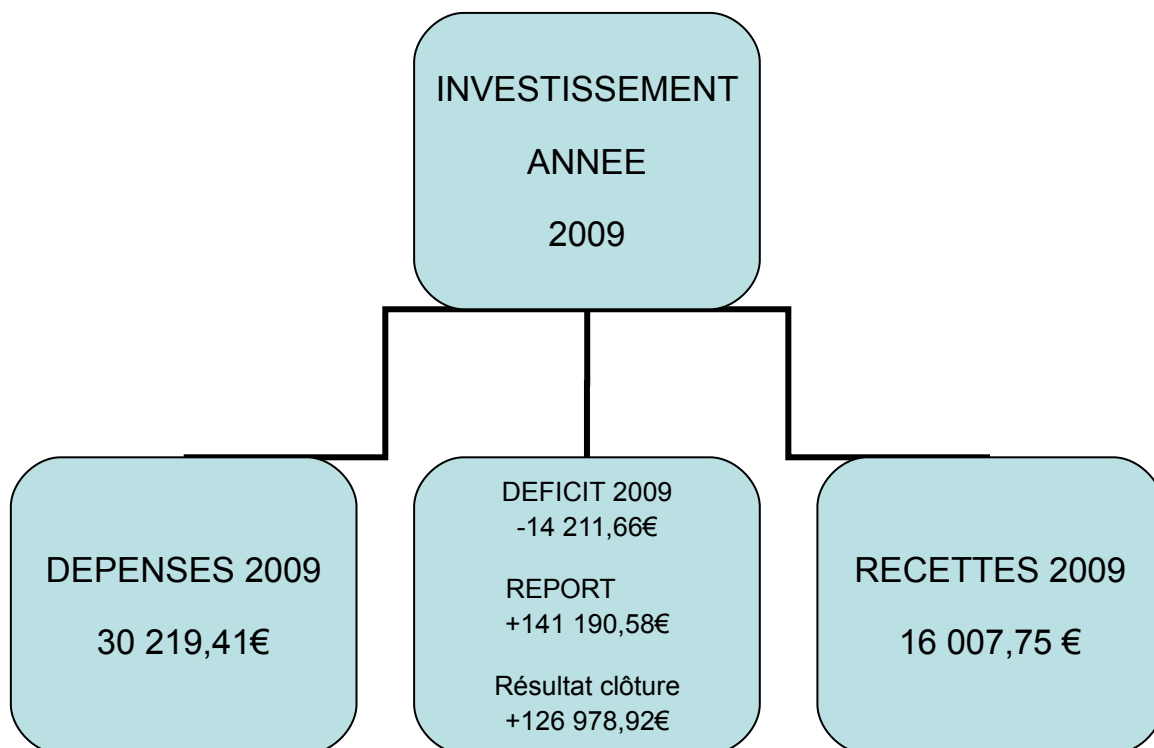 INVESTISSEMENT
ANNEE
2009
DEPENSES 2009
30 219,41€
DEFICIT 2009
-14 211,66€
REPORT
+141 190,58€
Résultat clôture
+126 978,92€
RECETTES 2009
16 007,75 €